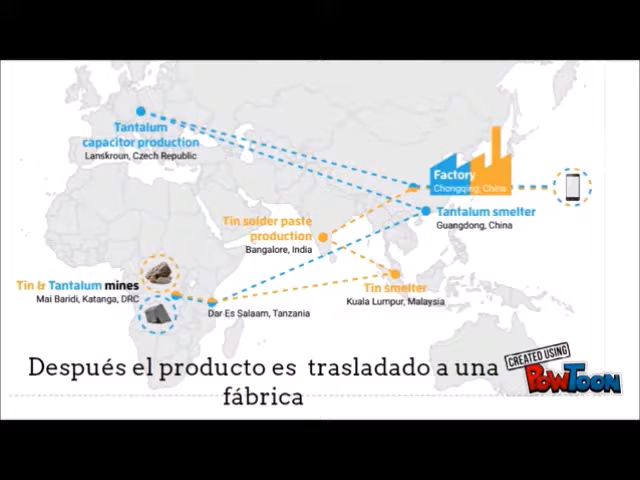 Tantalum
capacitor production
Lanskroun, Czech Republic
Factory
Chongqing, China
Tantalum smelter
Guangdong, China
Tin solder paste
production
Bangalore, India
Tin & Tantalum mines
Mai Baridi, Katanga, DRC
Tin smelter
Kuala Lumpur, Malaysia
Dar Es Salaam, Tanzania
Después el producto es trasladado a una
fábrica
CREATED USING
POWTOON